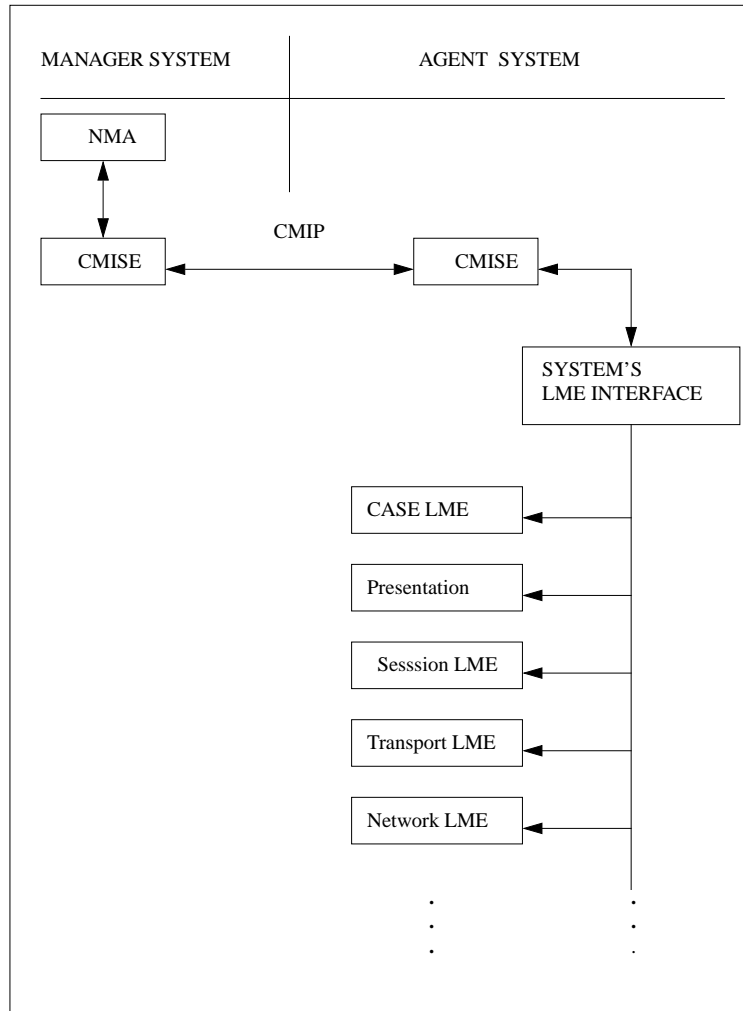 MANAGER SYSTEM
AGENT SYSTEM
NMA
CMIP
CMISE
CMISE
SYSTEM'S
LME INTERFACE
CASE LME
Presentation
Sesssion LME
Transport LME
Network LME